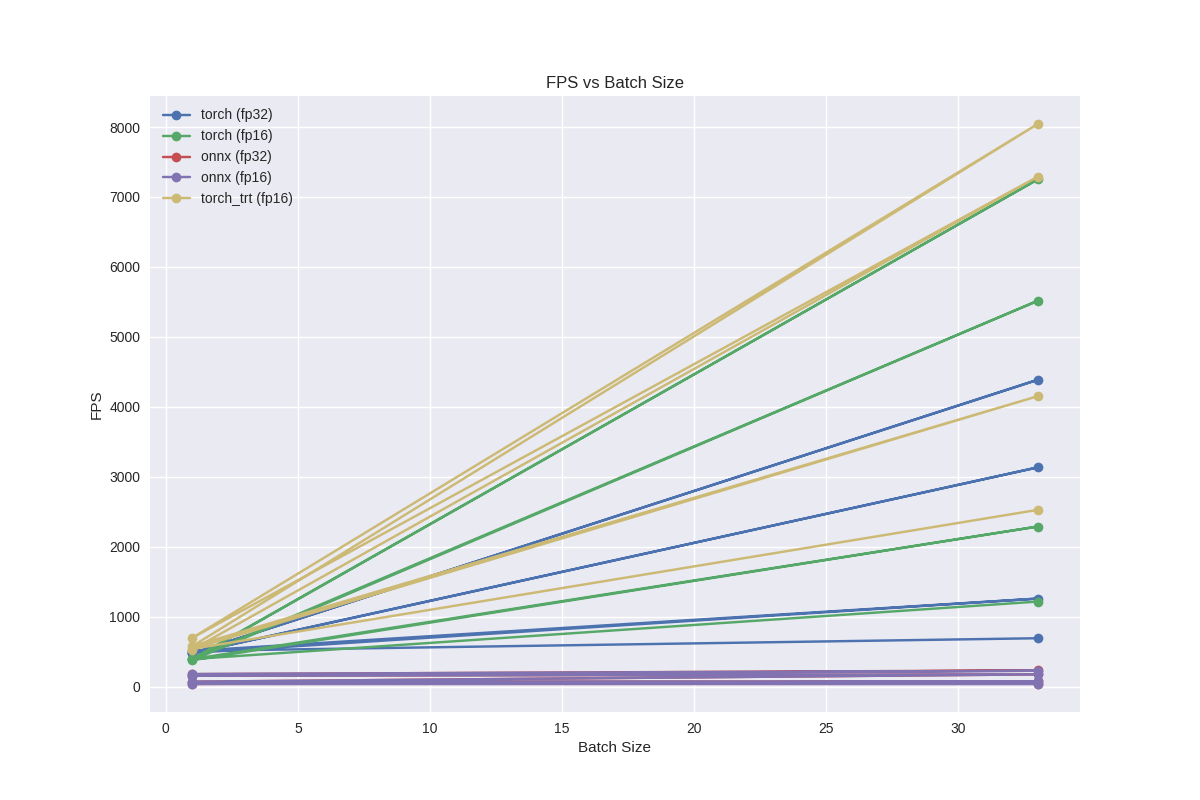 FPS vs Batch Size
torch (fp32)
torch (fp16)
onnx (fp32)
onnx (fp16)
torch_trt (fp16)
8000
7000
6000
5000
4000
3000
2000
1000
0
FPS
0 5 10 15 20 25 30
Batch Size